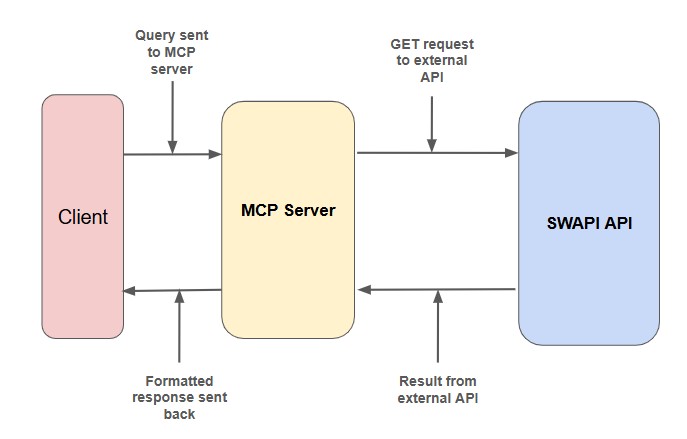 Query sent
to MCP
server
GET request
to external
API
Client
MCP Server
SWAPI API
Formatted
response sent
back
Result from
external API